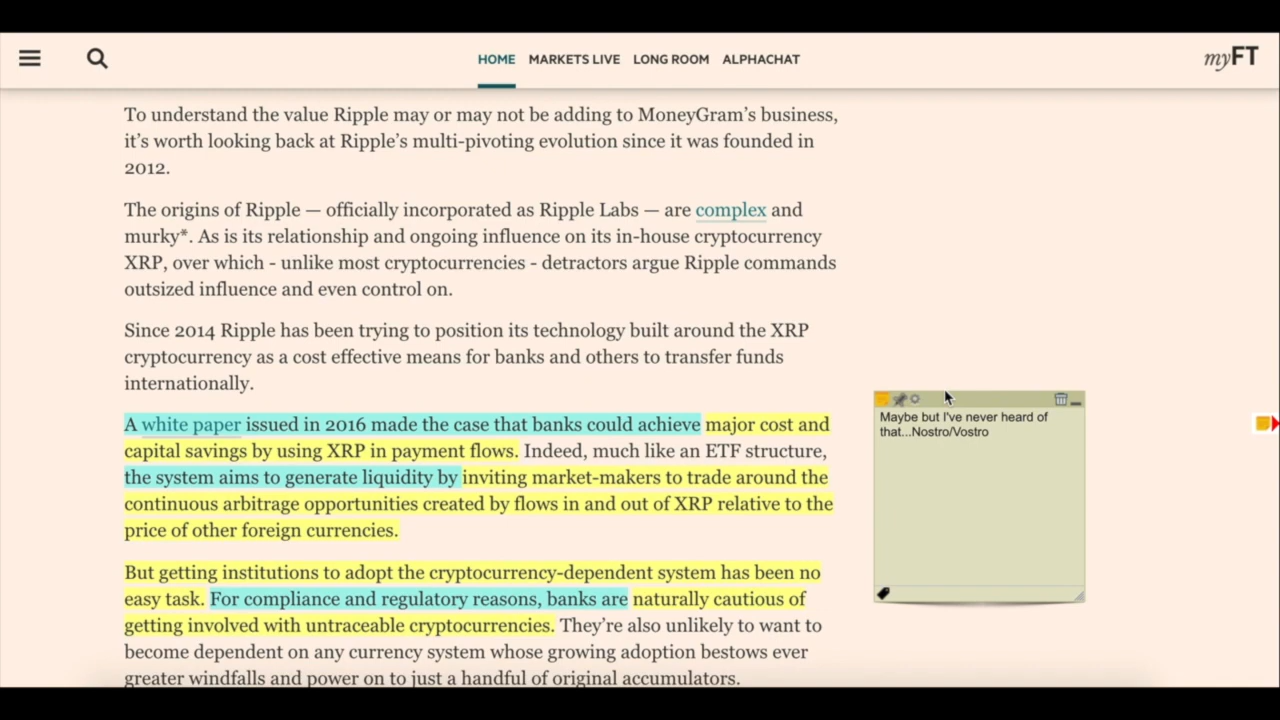 HOME MARKETS LIVE LONG ROOM ALPHACHAT
myFT
To understand the value Ripple may or may not be adding to MoneyGram’s business,
it’s worth looking back at Ripple’s multi-pivoting evolution since it was founded in
2012.
The origins of Ripple — officially incorporated as Ripple Labs — are complex and
murky*. As is its relationship and ongoing influence on its in-house cryptocurrency
XRP, over which - unlike most cryptocurrencies - detractors argue Ripple commands
outsized influence and even control on.
Since 2014 Ripple has been trying to position its technology built around the XRP
cryptocurrency as a cost effective means for banks and others to transfer funds
internationally.
A white paper issued in 2016 made the case that banks could achieve major cost and
capital savings by using XRP in payment flows. Indeed, much like an ETF structure,
the system aims to generate liquidity by inviting market-makers to trade around the
continuous arbitrage opportunities created by flows in and out of XRP relative to the
price of other foreign currencies.
But getting institutions to adopt the cryptocurrency-dependent system has been no
easy task. For compliance and regulatory reasons, banks are naturally cautious of
getting involved with untraceable cryptocurrencies. They’re also unlikely to want to
become dependent on any currency system whose growing adoption bestows ever
greater windfalls and power on to just a handful of original accumulators.
Maybe but I've never heard of
that...Nostro/Vostro